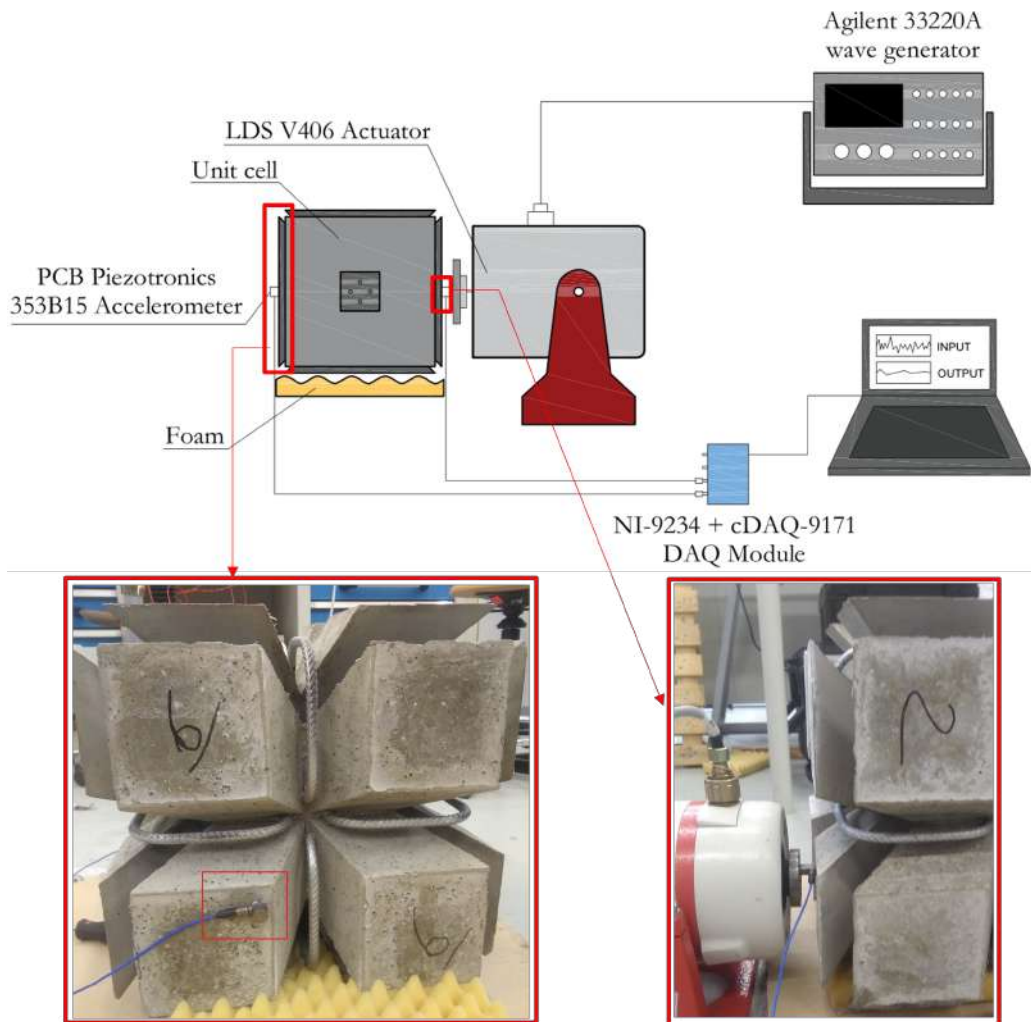 Agilent 33220A
wave generator
LDS V406 Actuator
Unit cell
PCB Piezotronics
353B15 Accelerometer
INPUT
OUTPUT
Foam
NI-9234 + cDAQ-9171
DAQ Module